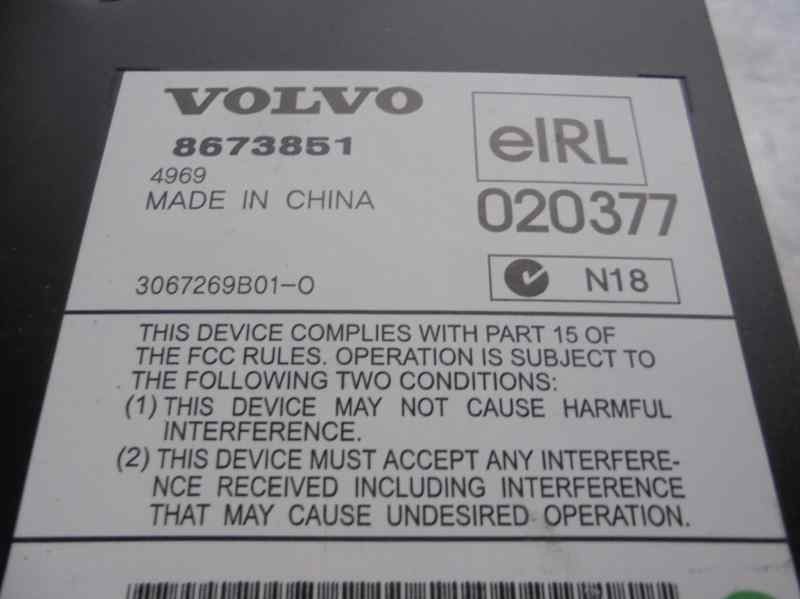 VOLVO
8673851
4969
MADE IN CHINA
3067269B01-O
eIRL
020377
N18
THIS DEVICE COMPLIES WITH PART 15 OF
THE FCC RULES. OPERATION IS SUBJECT TO
THE FOLLOWING TWO CONDITIONS:
(1) THIS DEVICE MAY NOT CAUSE HARMFUL
INTERFERENCE.
(2) THIS DEVICE MUST ACCEPT ANY INTERFERE-
NCE RECEIVED INCLUDING INTERFERENCE
THAT MAY CAUSE UNDESIRED OPERATION.